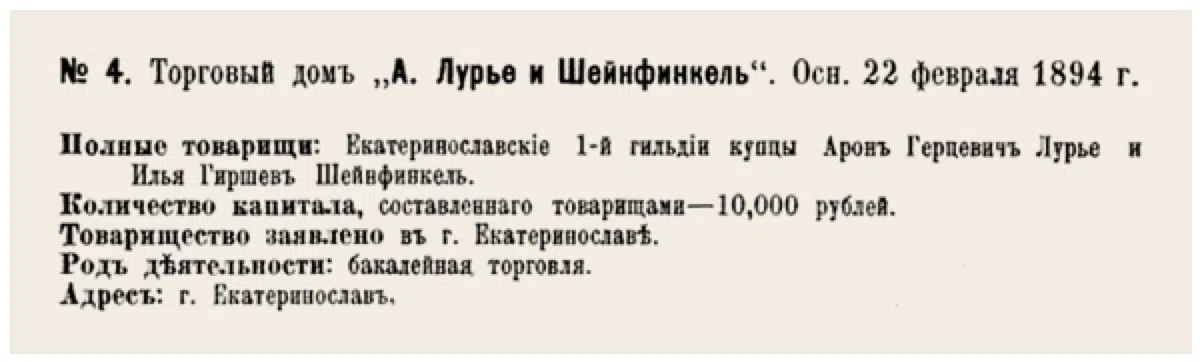 № 4. Торговый домъ „А. Лурье и Шейнфинкель“. Осн. 22 февраля 1894 г.
Полные товарищи: Екатеринославскіе 1-й гильдіи купцы Аронъ Герцевичъ Лурье и
Илья Гиршевъ Шейнфинкель.
Количество капитала, составленнаго товарищами—10,000 рублей.
Товарищество заявлено въ г. Екатеринославѣ.
Родъ дѣятельности: бакалейная торговля.
Адресъ: г. Екатеринославъ.